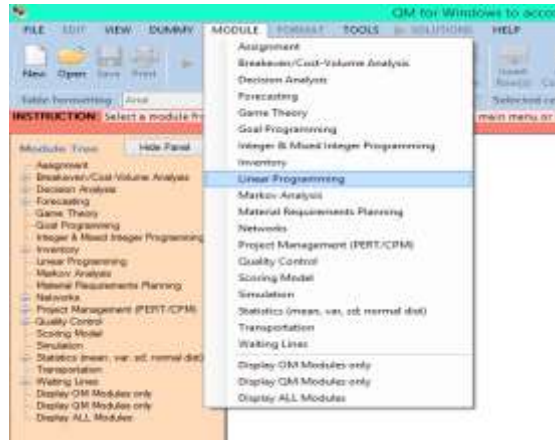 QM for Windows to acco
FILE EDIT VIEW DUMMY MODULE FORMAT TOOLS SOLUTIONS HELP
New Open Save Print
Table formatting Arial
Selected c
INSTRUCTION: Select a module fr
main menu or
Module Tree Hide Panel
Assignment
Breakeven/Cost-Volume Analysis
Decision Analysis
Forecasting
Game Theory
Goal Programming
Integer & Mixed Integer Programming
Inventory
Linear Programming
Markov Analysis
Material Requirements Planning
Networks
Project Management (PERT/CPM)
Quality Control
Scoring Model
Simulation
Statistics (mean, var, sd; normal dist)
Transportation
Waiting Lines
Display OM Modules only
Display QM Modules only
Display ALL Modules
Assignment
Breakeven/Cost-Volume Analysis
Decision Analysis
Forecasting
Game Theory
Goal Programming
Integer & Mixed Integer Programming
Inventory
Linear Programming
Markov Analysis
Material Requirements Planning
Networks
Project Management (PERT/CPM)
Quality Control
Scoring Model
Simulation
Statistics (mean, var, sd; normal dist)
Transportation
Waiting Lines
Display OM Modules only
Display QM Modules only
Display ALL Modules